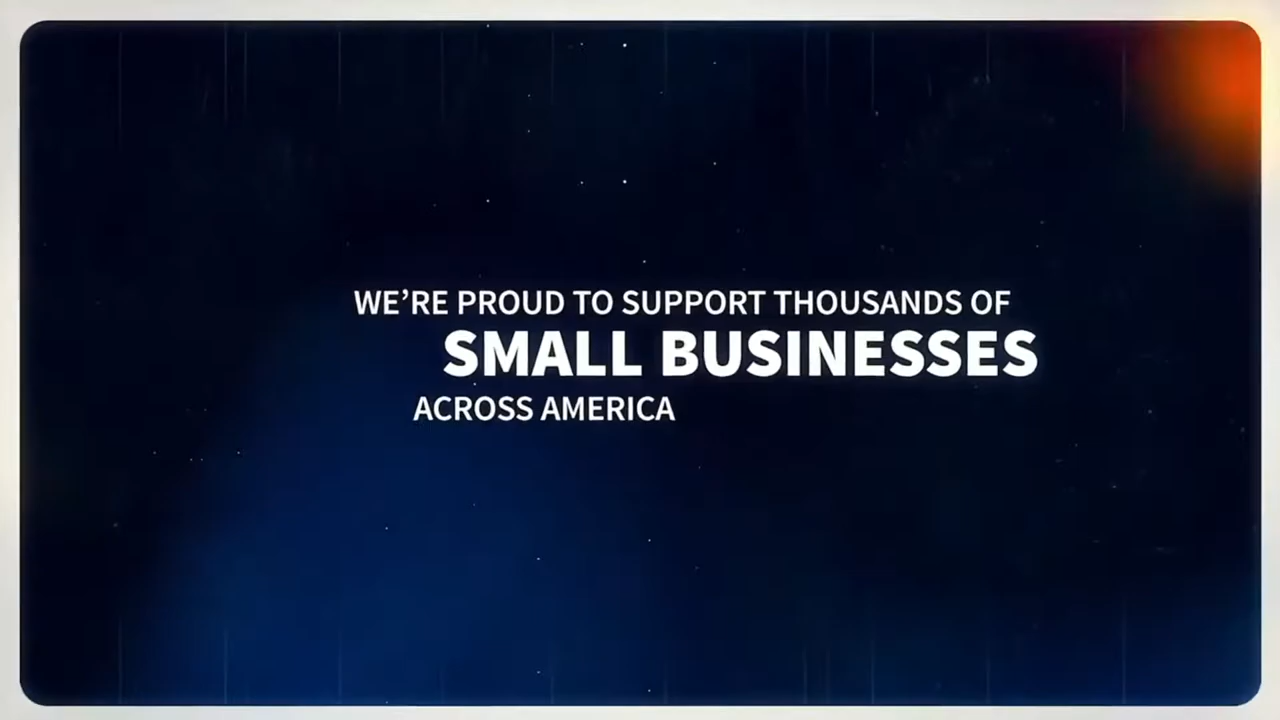 WE’RE PROUD TO SUPPORT THOUSANDS OF
SMALL BUSINESSES
ACROSS AMERICA